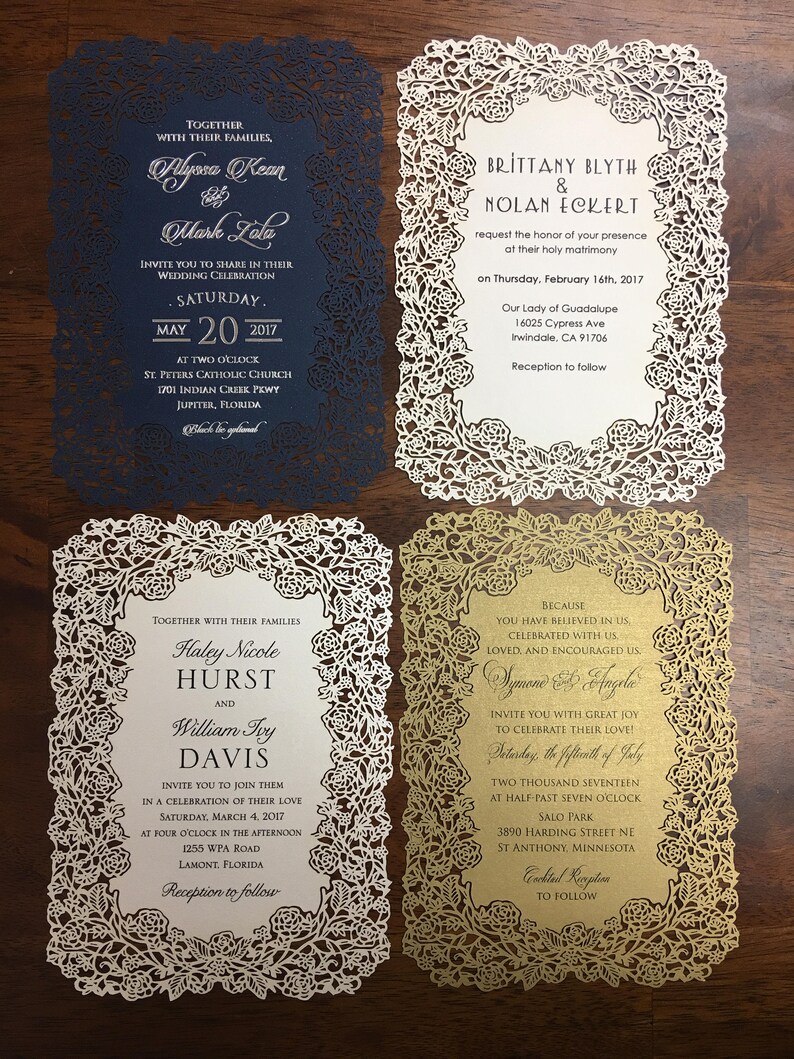 TOGETHER
WITH THEIR FAMILIES,
Alyssa Kean
and
Mark Zola
INVITE YOU TO SHARE IN THEIR
WEDDING CELEBRATION
· SATURDAY ·
MAY 20 2017
AT TWO O'CLOCK
ST. PETERS CATHOLIC CHURCH
1701 INDIAN CREEK PKWY
JUPITER, FLORIDA
Black tie optional
BRITTANY BLYTH
&
NOLAN ECKERT
request the honor of your presence
at their holy matrimony
on Thursday, February 16th, 2017
Our Lady of Guadalupe
16025 Cypress Ave
Irwindale, CA 91706
Reception to follow
TOGETHER WITH THEIR FAMILIES
Haley Nicole
HURST
AND
William Ivy
DAVIS
INVITE YOU TO JOIN THEM
IN A CELEBRATION OF THEIR LOVE
SATURDAY, MARCH 4, 2017
AT FOUR O'CLOCK IN THE AFTERNOON
1255 WPA ROAD
LAMONT, FLORIDA
Reception to follow
BECAUSE
YOU HAVE BELIEVED IN US,
CELEBRATED WITH US,
LOVED, AND ENCOURAGED US,
Symone and Angelie
INVITE YOU WITH GREAT JOY
TO CELEBRATE THEIR LOVE!
Saturday, the fifteenth of July
TWO THOUSAND SEVENTEEN
AT HALF-PAST SEVEN O'CLOCK
SALO PARK
3890 HARDING STREET NE
ST ANTHONY, MINNESOTA
Cocktail Reception
TO FOLLOW